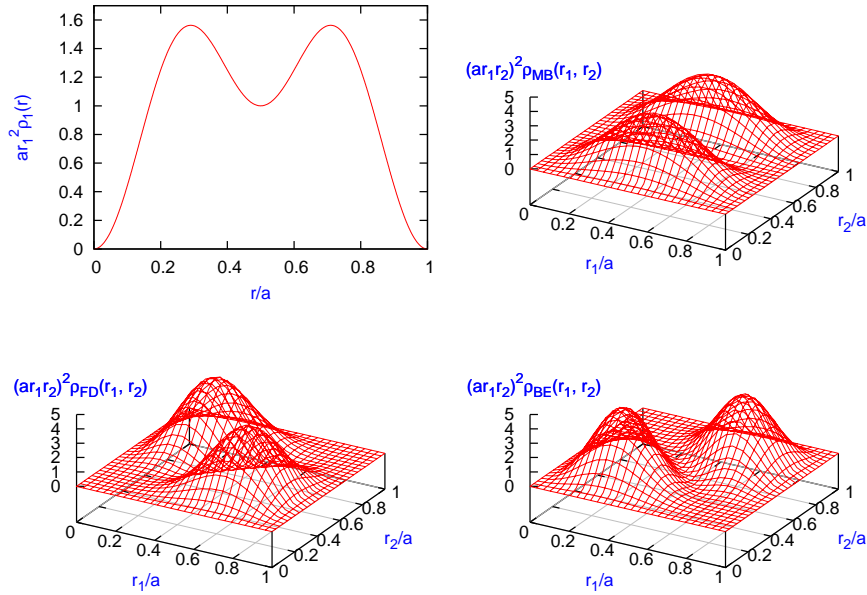 1.6
1.4
1.2
1
0.8
0.6
0.4
0.2
0
ar₁²ρ₁(r)
0 0.2 0.4 0.6 0.8 1
r/a
(ar₁r₂)²ρ_MB(r₁, r₂)
5
4
3
2
1
0
0 0.2 0.4 0.6 0.8 1
r₁/a
0 0.2 0.4 0.6 0.8 1
r₂/a
(ar₁r₂)²ρ_FD(r₁, r₂)
5
4
3
2
1
0
0 0.2 0.4 0.6 0.8 1
r₁/a
0 0.2 0.4 0.6 0.8 1
r₂/a
(ar₁r₂)²ρ_BE(r₁, r₂)
5
4
3
2
1
0
0 0.2 0.4 0.6 0.8 1
r₁/a
0 0.2 0.4 0.6 0.8 1
r₂/a